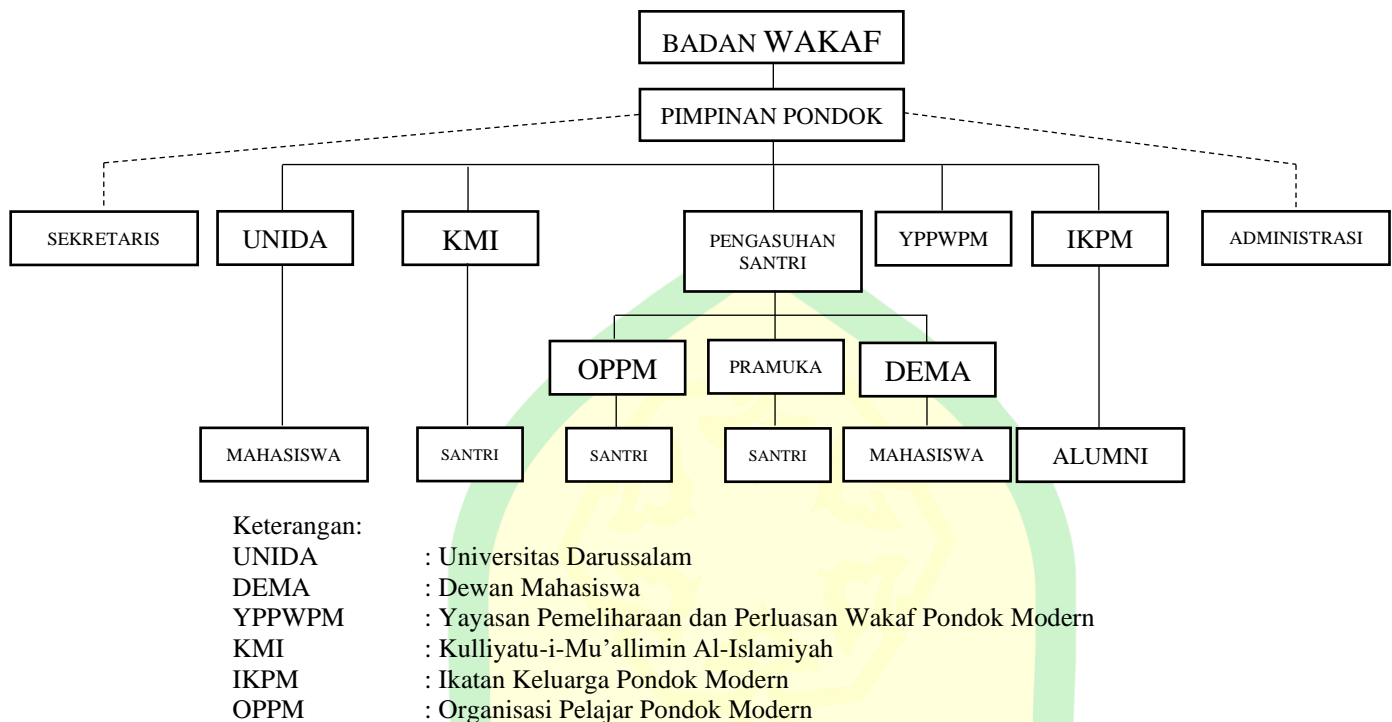 BADAN WAKAF
PIMPINAN PONDOK
SEKRETARIS
UNIDA
KMI
PENGASUHAN
SANTRI
YPPWPM
IKPM
ADMINISTRASI
OPPM
PRAMUKA
DEMA
MAHASISWA
SANTRI
SANTRI
SANTRI
MAHASISWA
ALUMNI
Keterangan:
UNIDA : Universitas Darussalam
DEMA : Dewan Mahasiswa
YPPWPM : Yayasan Pemeliharaan dan Perluasan Wakaf Pondok Modern
KMI : Kulliyatu-i-Mu’allimin Al-Islamiyah
IKPM : Ikatan Keluarga Pondok Modern
OPPM : Organisasi Pelajar Pondok Modern